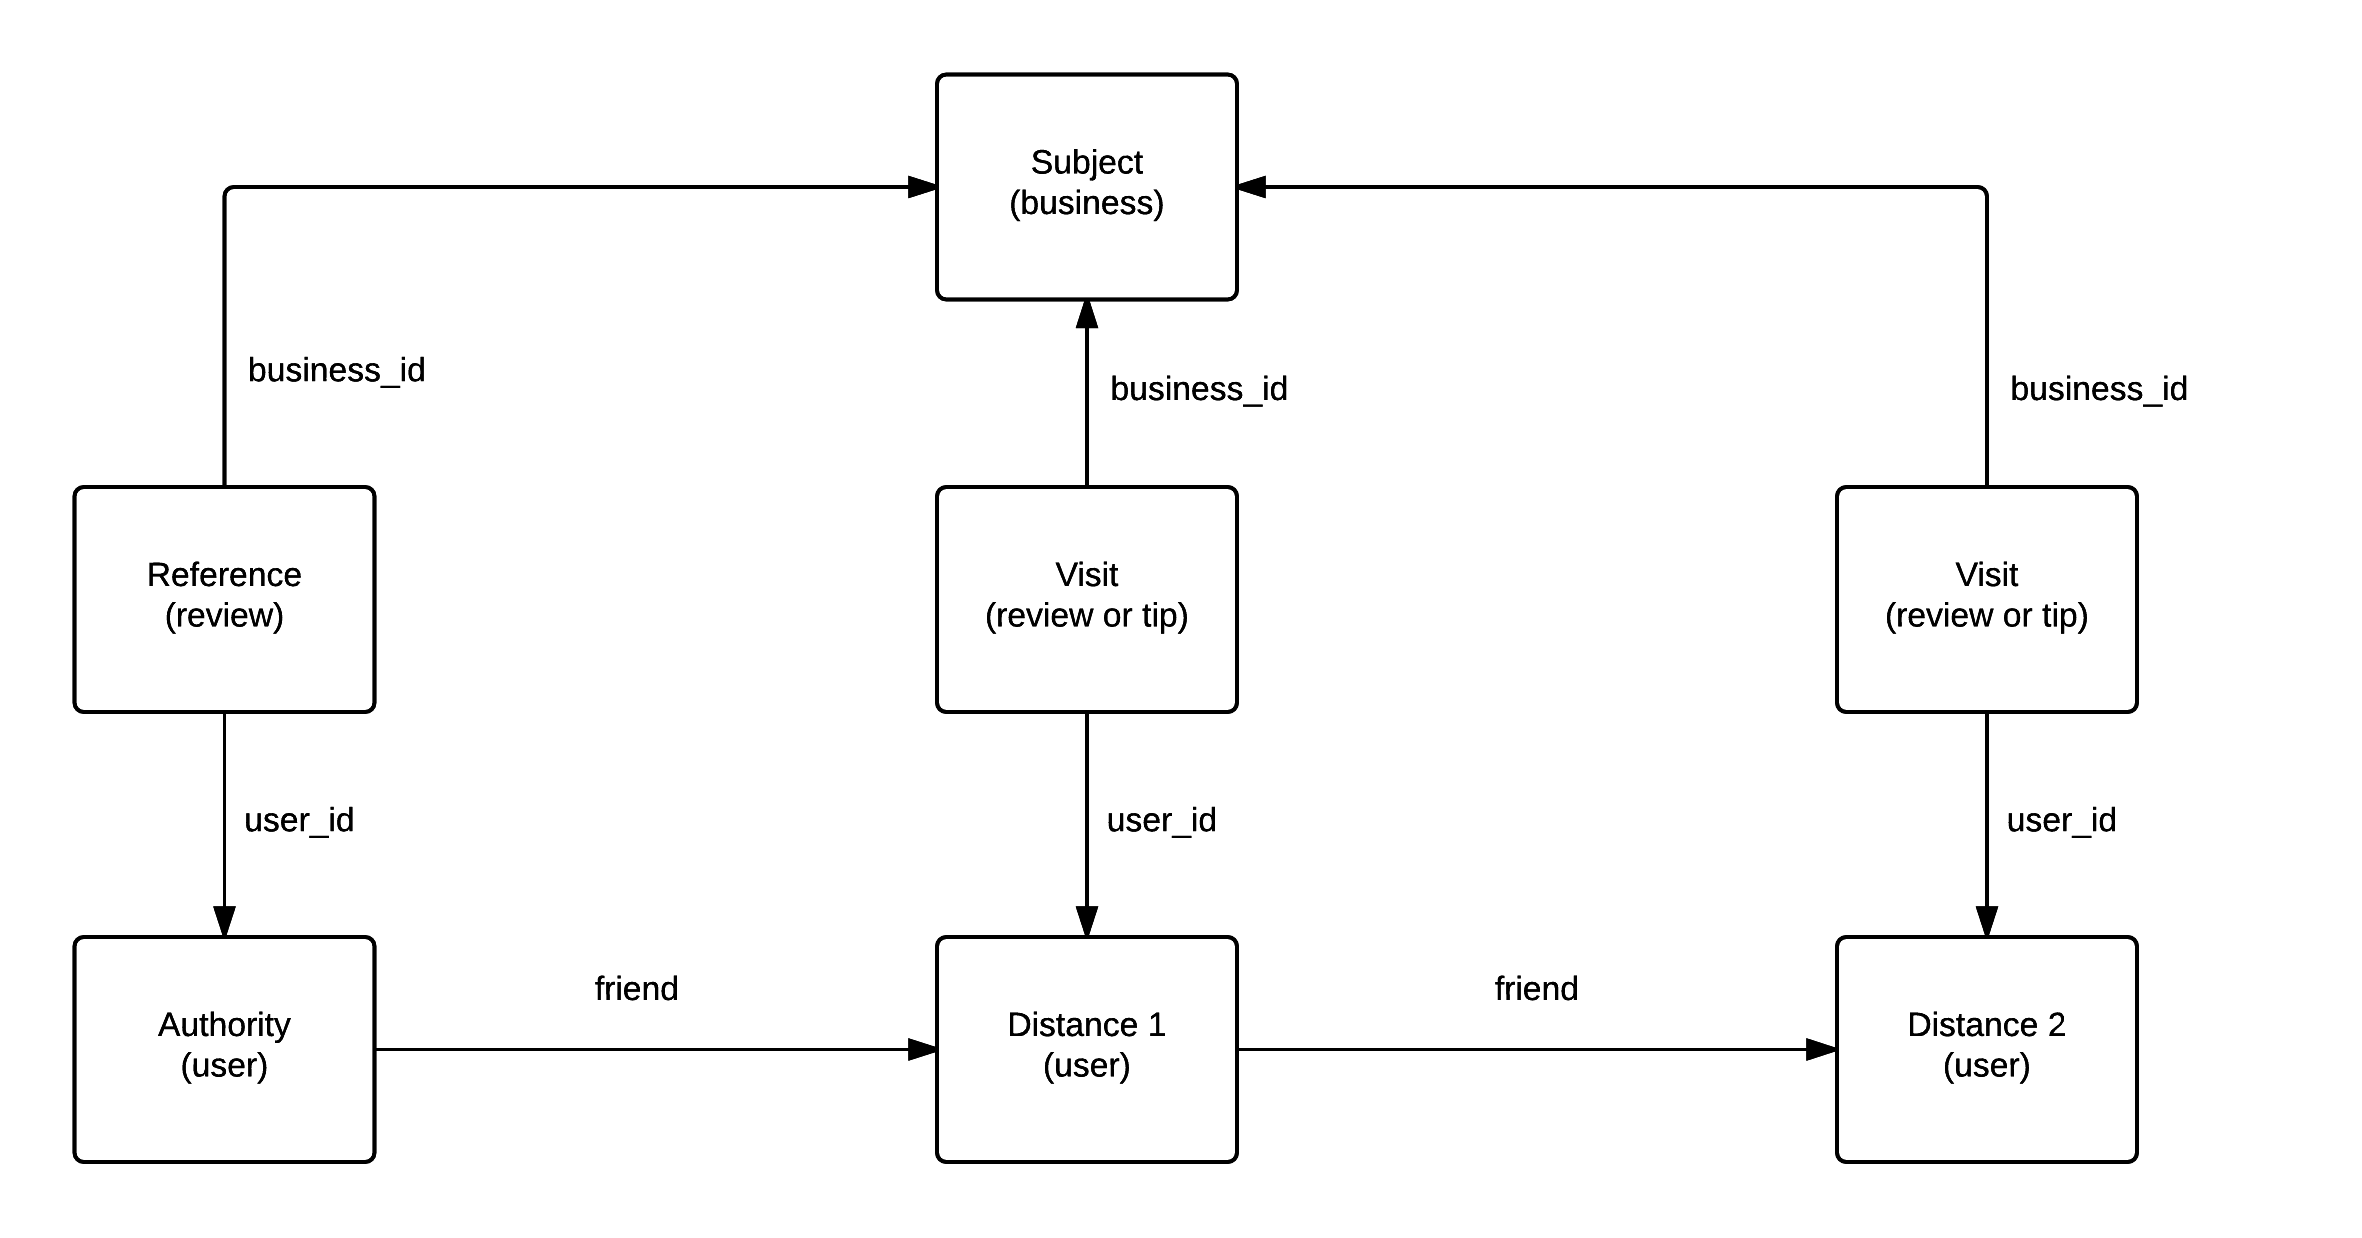 Subject
(business)
business_id
business_id
business_id
Reference
(review)
Visit
(review or tip)
Visit
(review or tip)
user_id
user_id
user_id
friend
friend
Authority
(user)
Distance 1
(user)
Distance 2
(user)